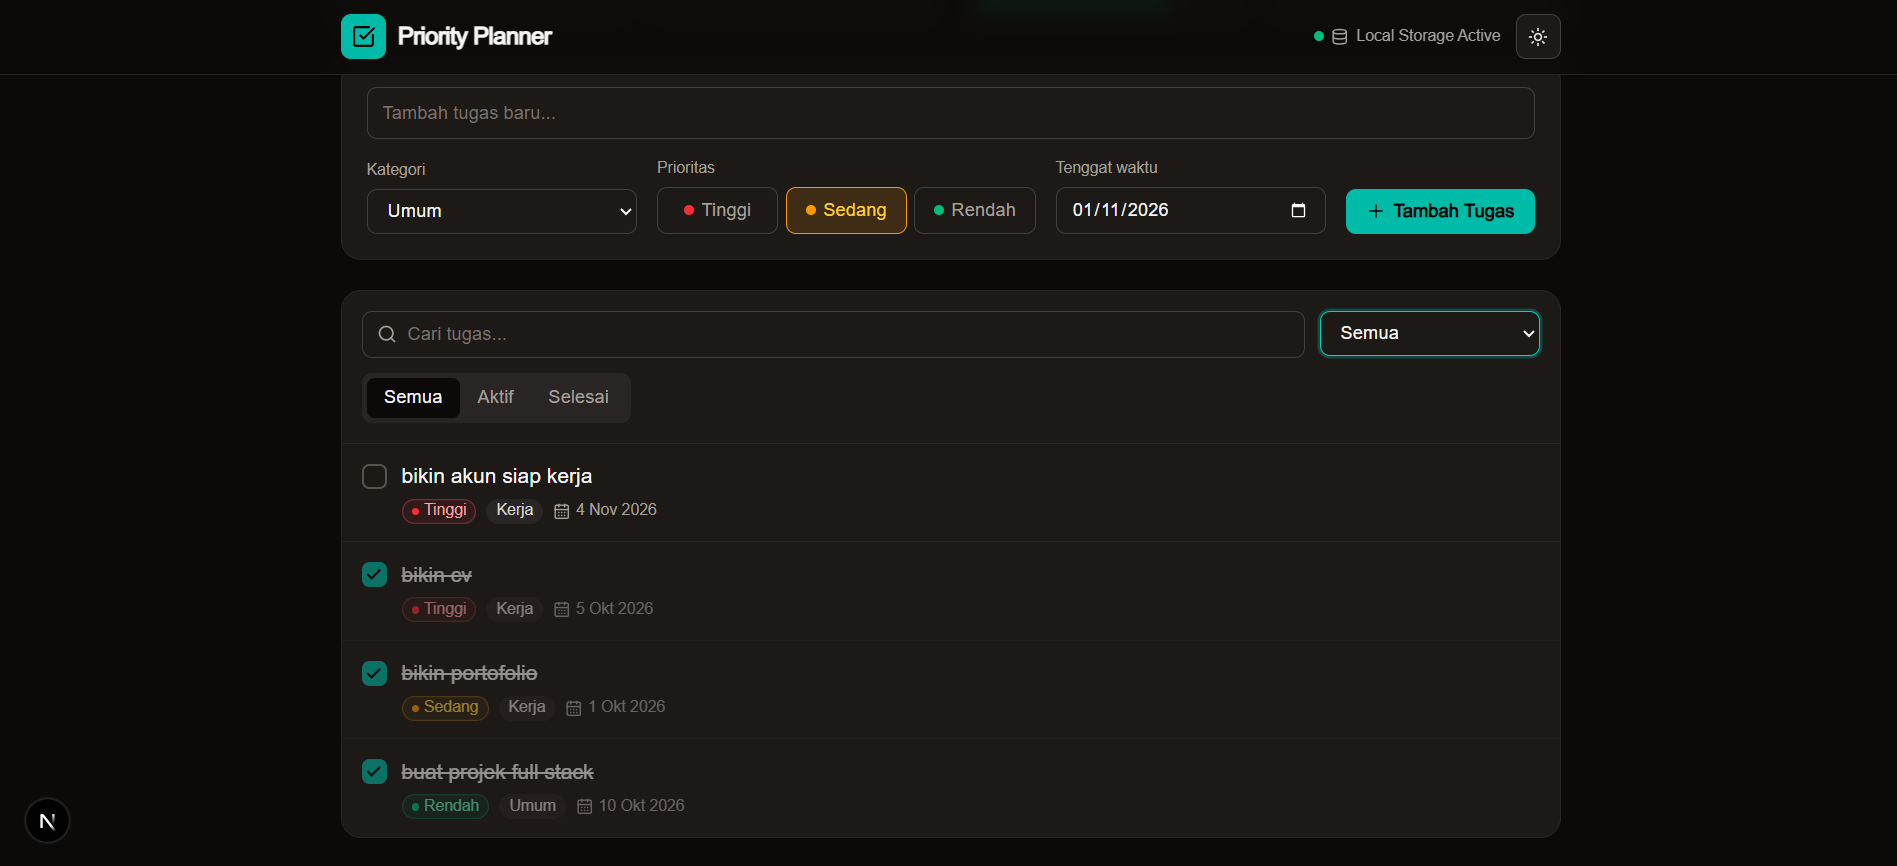 Priority Planner
Local Storage Active
Tambah tugas baru...
Kategori
Prioritas
Tenggat waktu
Umum
Tinggi
Sedang
Rendah
01/11/2026
+ Tambah Tugas
Cari tugas...
Semua
Semua
Aktif
Selesai
bikin akun siap kerja
Tinggi
Kerja
4 Nov 2026
bikin cv
Tinggi
Kerja
5 Okt 2026
bikin portofolio
Sedang
Kerja
1 Okt 2026
buat projek full stack
Rendah
Umum
10 Okt 2026
N